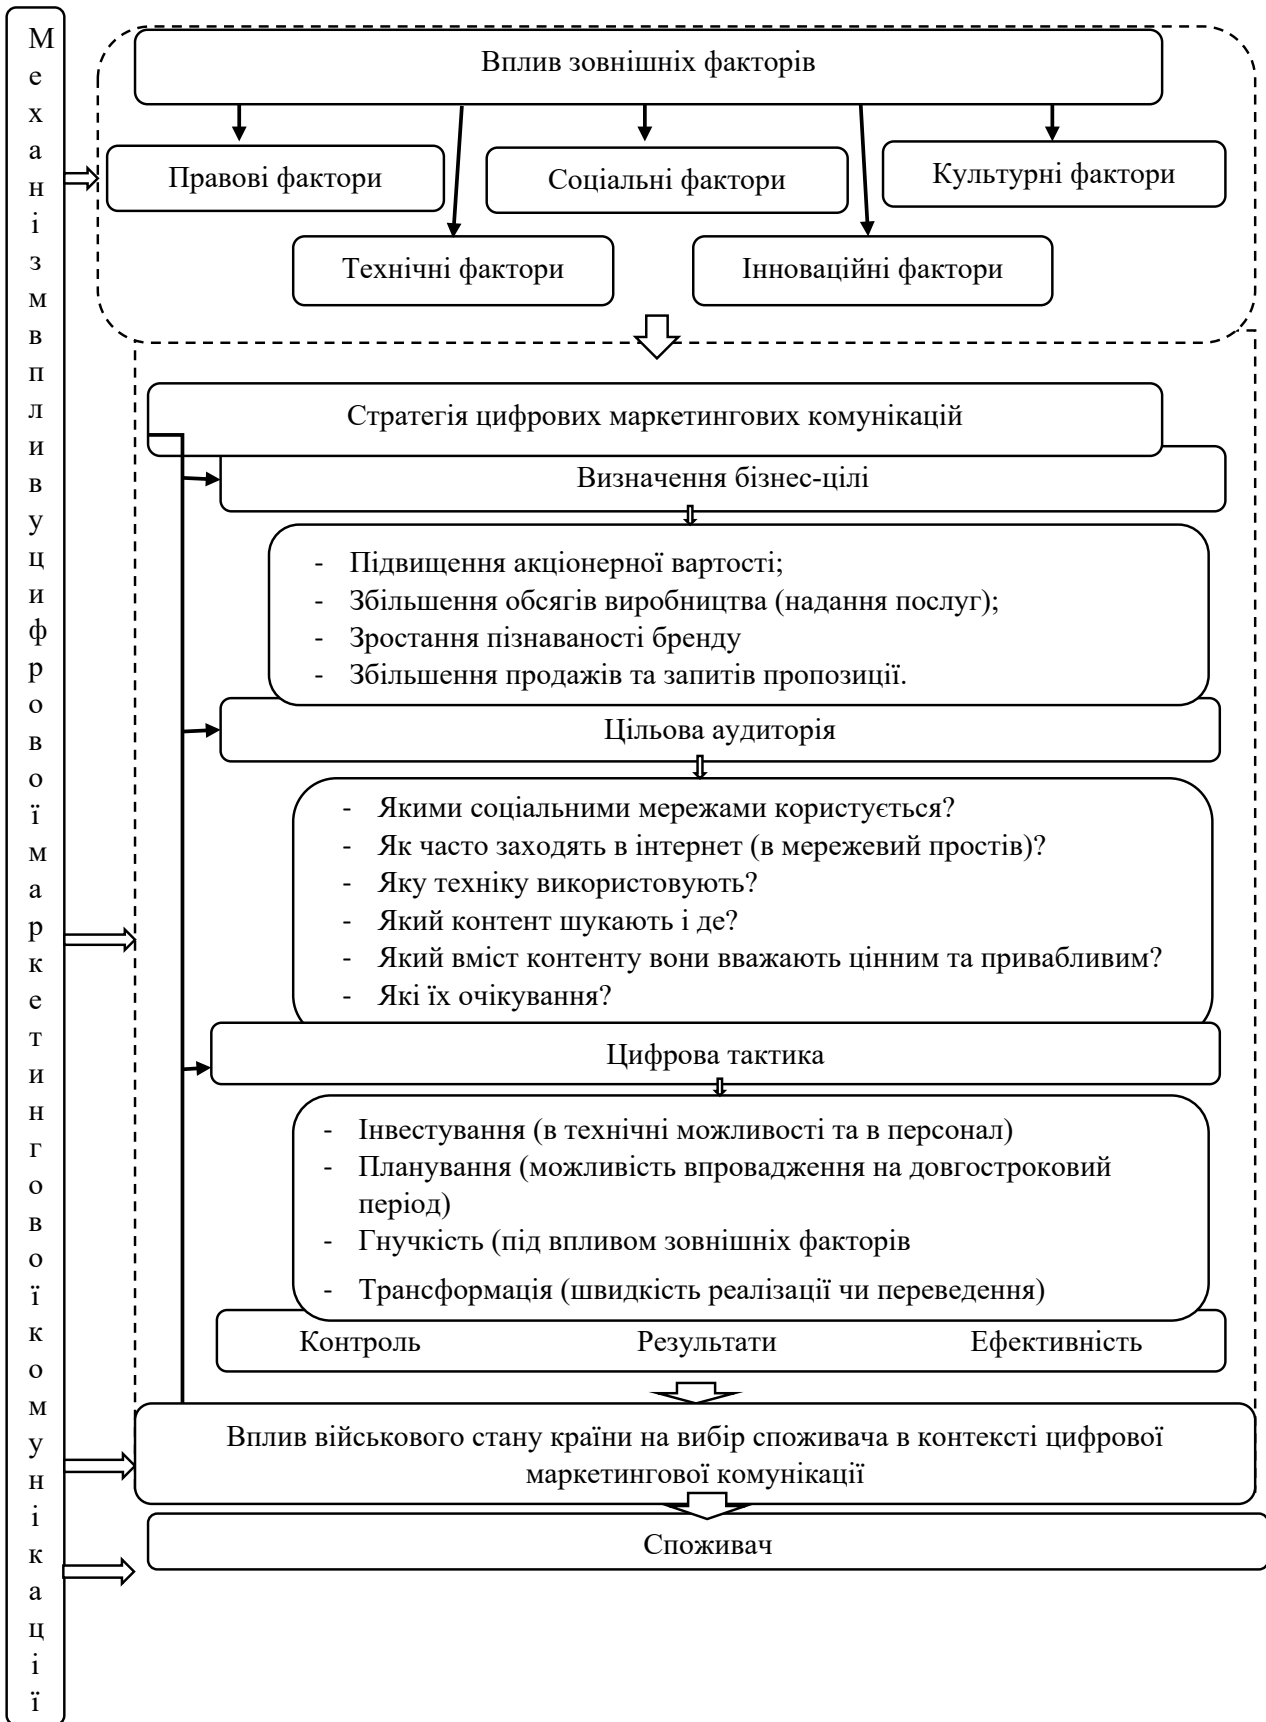 Механізм впливу цифрової маркетингової комунікації
Вплив зовнішніх факторів
Правові фактори
Соціальні фактори
Культурні фактори
Технічні фактори
Інноваційні фактори
Стратегія цифрових маркетингових комунікацій
Визначення бізнес-цілі
- Підвищення акціонерної вартості;
- Збільшення обсягів виробництва (надання послуг);
- Зростання пізнаваності бренду
- Збільшення продажів та запитів пропозиції.
Цільова аудиторія
- Якими соціальними мережами користується?
- Як часто заходять в інтернет (в мережевий простів)?
- Яку техніку використовують?
- Який контент шукають і де?
- Який вміст контенту вони вважають цінним та привабливим?
- Які їх очікування?
Цифрова тактика
- Інвестування (в технічні можливості та в персонал)
- Планування (можливість впровадження на довгостроковий
період)
- Гнучкість (під впливом зовнішніх факторів
- Трансформація (швидкість реалізації чи переведення)
Контроль Результати Ефективність
Вплив військового стану країни на вибір споживача в контексті цифрової
маркетингової комунікації
Споживач